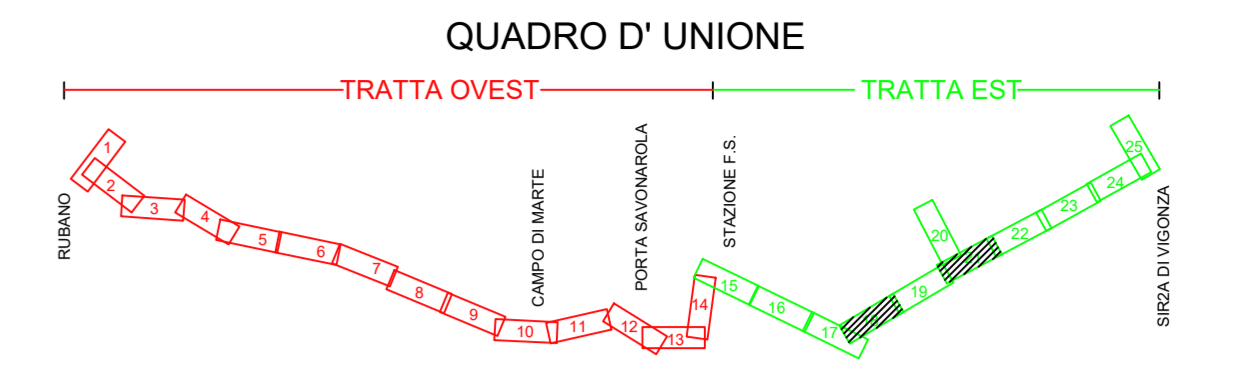 QUADRO D' UNIONE
TRATTA OVEST
TRATTA EST
RUBANO
CAMPO DI MARTE
PORTA SAVONAROLA
STAZIONE F.S.
SIR2A DI VIGONZA
1
2
3
4
5
6
7
8
9
10
11
12
13
14
15
16
17
19
20
22
23
24
25